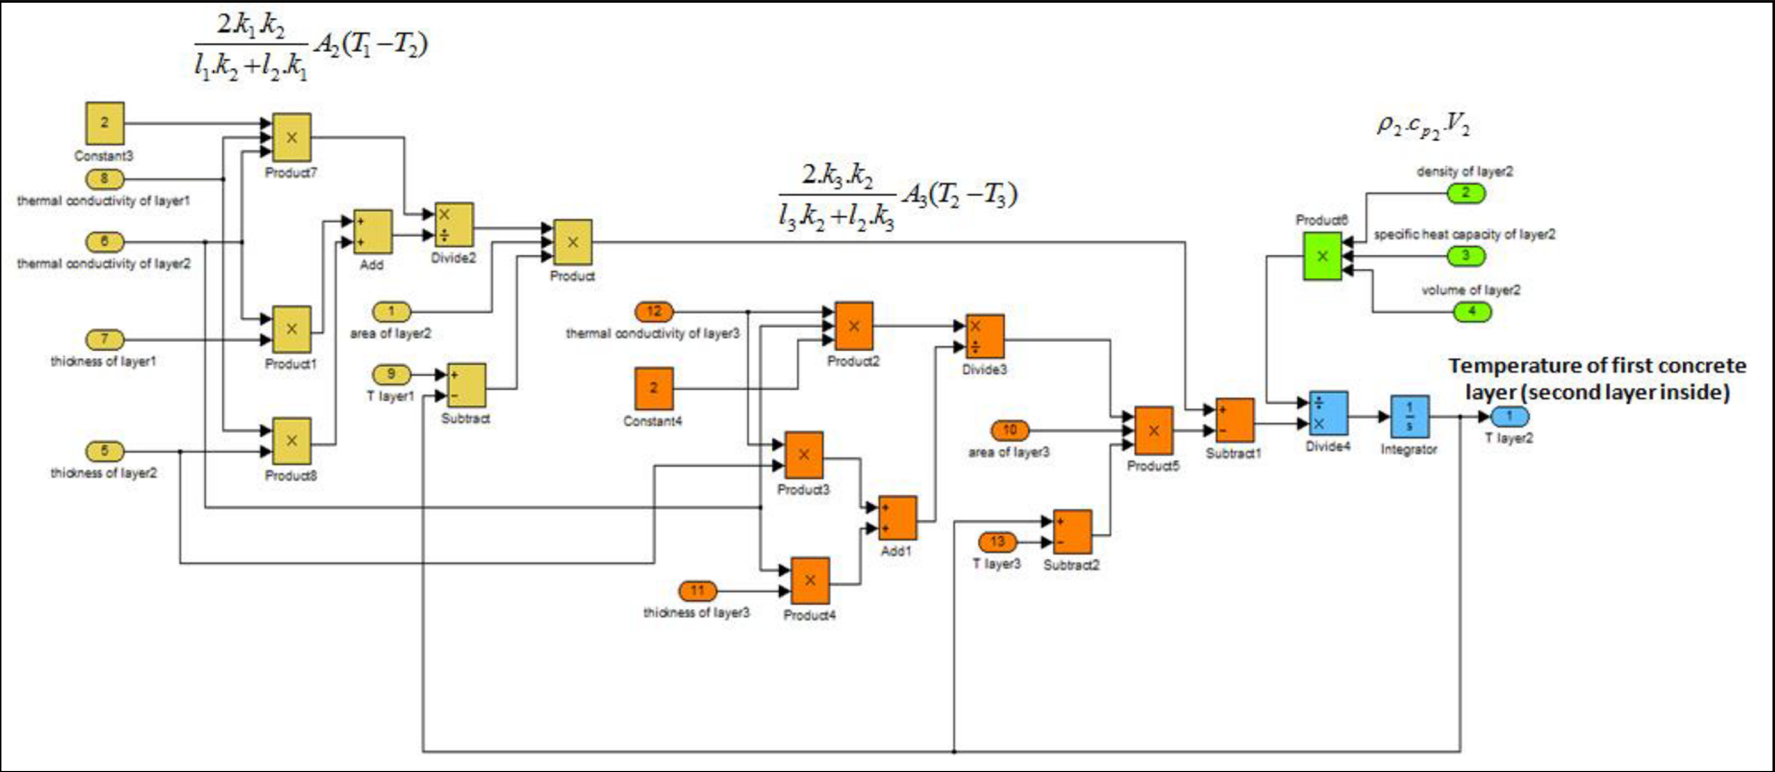 2.k₁.k₂
l₁.k₂+l₂.k₁
A₂(T₁−T₂)
2
Constant3
8
thermal conductivity of layer1
6
thermal conductivity of layer2
7
thickness of layer1
5
thickness of layer2
×
Product7
×
Product1
×
Product8
+
+
Add
×
÷
Divide2
1
area of layer2
9
T layer1
+
−
Subtract
×
Product
2.k₃.k₂
l₃.k₂+l₂.k₃
A₃(T₂−T₃)
12
thermal conductivity of layer3
2
Constant4
×
Product2
×
Product3
11
thickness of layer3
×
Product4
+
+
Add1
×
÷
Divide3
10
area of layer3
13
T layer3
+
−
Subtract2
×
Product5
+
−
Subtract1
ρ₂.cₚ₂.V₂
density of layer2
2
specific heat capacity of layer2
3
volume of layer2
4
Product6
×
÷
×
Divide4
1
s
Integrator
Temperature of first concrete
layer (second layer inside)
1
T layer2